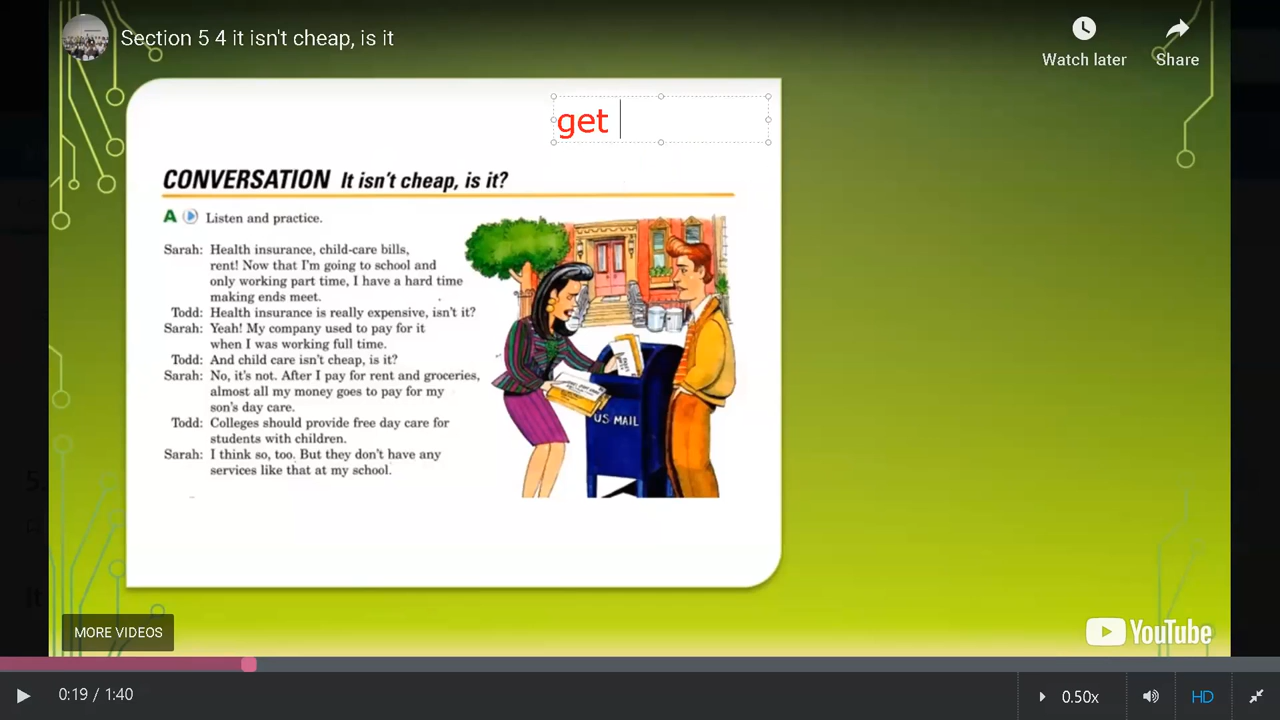 Section 5 4 it isn't cheap, is it
Watch later
Share
get
CONVERSATION It isn't cheap, is it?
A Listen and practice.
Sarah: Health insurance, child-care bills,
rent! Now that I'm going to school and
only working part time, I have a hard time
making ends meet.
Todd: Health insurance is really expensive, isn't it?
Sarah: Yeah! My company used to pay for it
when I was working full time.
Todd: And child care isn't cheap, is it?
Sarah: No, it's not. After I pay for rent and groceries,
almost all my money goes to pay for my
son's day care.
Todd: Colleges should provide free day care for
students with children.
Sarah: I think so, too. But they don't have any
services like that at my school.
US MAIL
MORE VIDEOS
YouTube
0:19 / 1:40
0.50x
HD